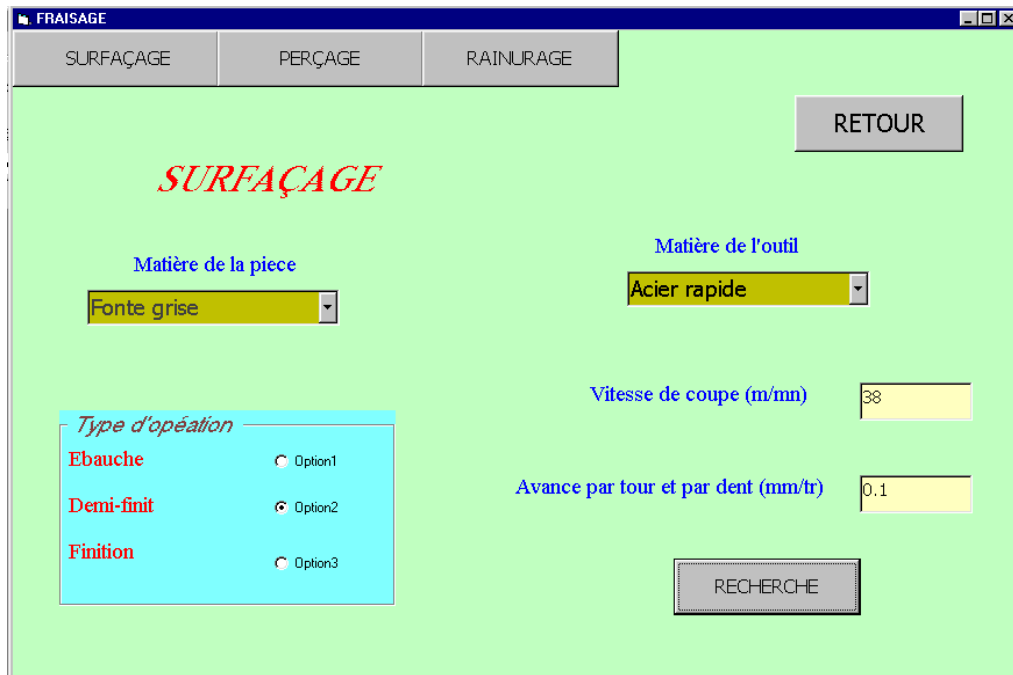 FRAISAGE
SURFAÇAGE PERÇAGE RAINURAGE
RETOUR
SURFAÇAGE
Matière de la piece
Fonte grise
Matière de l'outil
Acier rapide
Vitesse de coupe (m/mn) 38
Avance par tour et par dent (mm/tr) 0.1
Type d'opéation
Ebauche Option1
Demi-finit Option2
Finition Option3
RECHERCHE